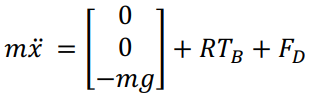 mẍ = [0 0 −mg] + RT_B + F_D